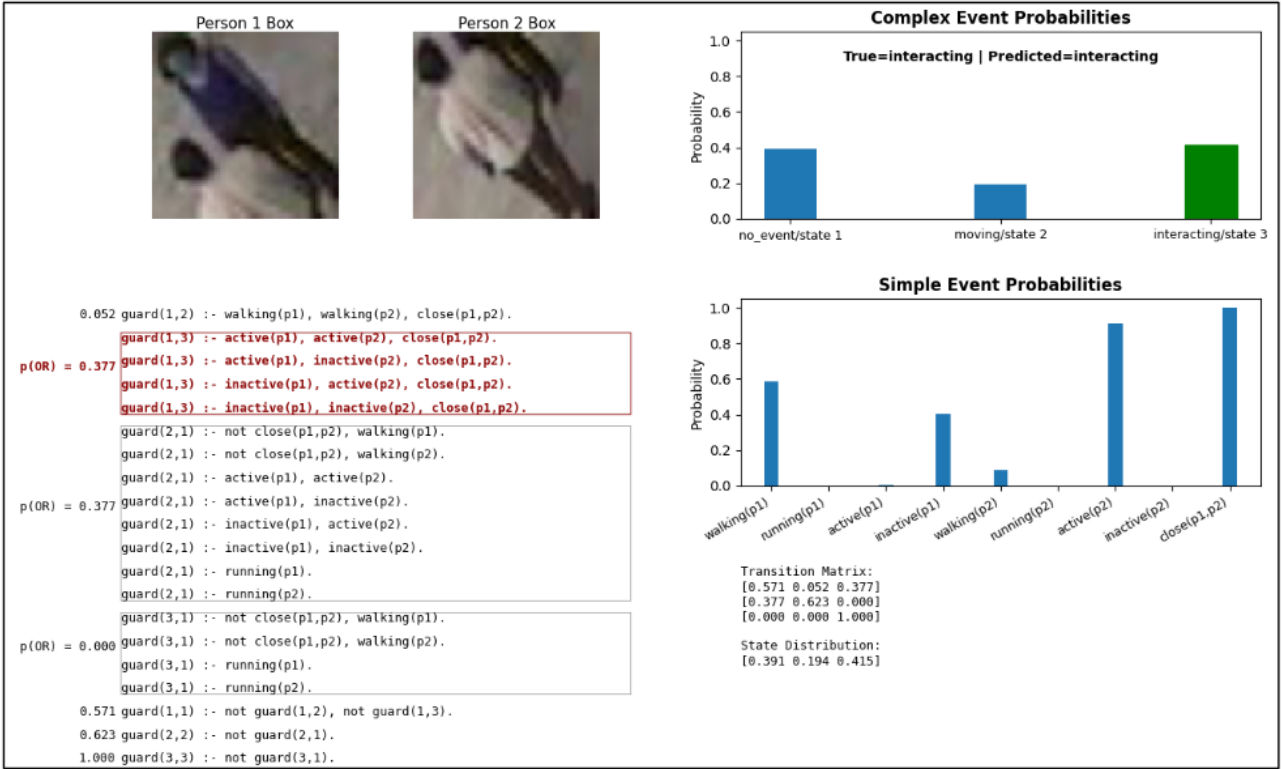 Person 1 Box
Person 2 Box
0.052 guard(1,2) :- walking(p1), walking(p2), close(p1,p2).
guard(1,3) :- active(p1), active(p2), close(p1,p2).
p(OR) = 0.377
guard(1,3) :- active(p1), inactive(p2), close(p1,p2).
guard(1,3) :- inactive(p1), active(p2), close(p1,p2).
guard(1,3) :- inactive(p1), inactive(p2), close(p1,p2).
guard(2,1) :- not close(p1,p2), walking(p1).
guard(2,1) :- not close(p1,p2), walking(p2).
guard(2,1) :- active(p1), active(p2).
guard(2,1) :- active(p1), inactive(p2).
p(OR) = 0.377
guard(2,1) :- inactive(p1), active(p2).
guard(2,1) :- inactive(p1), inactive(p2).
guard(2,1) :- running(p1).
guard(2,1) :- running(p2).
guard(3,1) :- not close(p1,p2), walking(p1).
guard(3,1) :- not close(p1,p2), walking(p2).
p(OR) = 0.000
guard(3,1) :- running(p1).
guard(3,1) :- running(p2).
0.571 guard(1,1) :- not guard(1,2), not guard(1,3).
0.623 guard(2,2) :- not guard(2,1).
1.000 guard(3,3) :- not guard(3,1).
Complex Event Probabilities
True=interacting | Predicted=interacting
Probability
1.0
0.8
0.6
0.4
0.2
0.0
no_event/state 1
moving/state 2
interacting/state 3
Simple Event Probabilities
Probability
1.0
0.8
0.6
0.4
0.2
0.0
walking(p1)
running(p1)
active(p1)
inactive(p1)
walking(p2)
running(p2)
active(p2)
inactive(p2)
close(p1,p2)
Transition Matrix:
[0.571 0.052 0.377]
[0.377 0.623 0.000]
[0.000 0.000 1.000]
State Distribution:
[0.391 0.194 0.415]